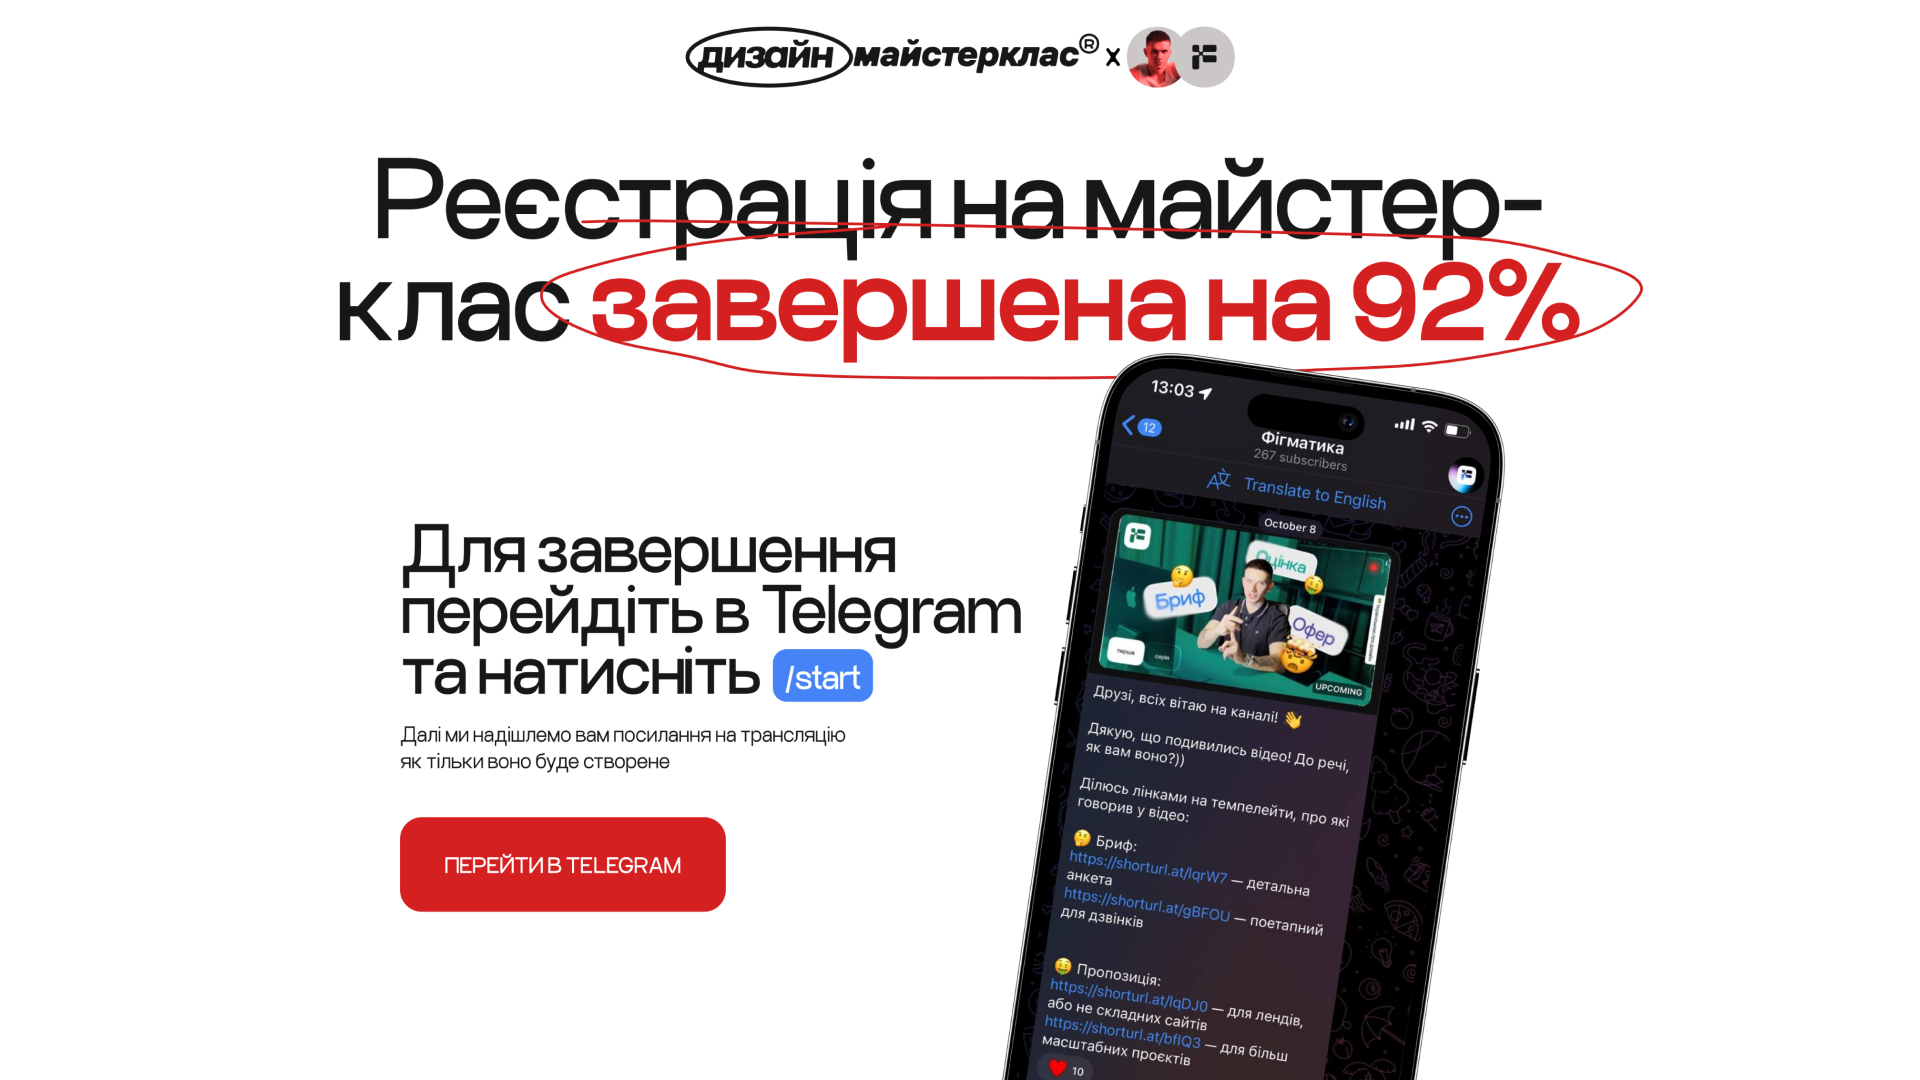 дизайн майстерклас® x
Реєстрація на майстер-
клас завершена на 92%
Для завершення
перейдіть в Telegram
та натисніть /start
Далі ми надішлемо вам посилання на трансляцію
як тільки воно буде створене
ПЕРЕЙТИ В TELEGRAM
13:03
12
Фігматика
267 subscribers
Translate to English
October 8
Оцінка
Бриф
Офер
перша
серія
UPCOMING
Друзі, всіх вітаю на каналі! 👋
Дякую, що подивились відео! До речі,
як вам воно?))
Ділюсь лінками на темпелейти, про які
говорив у відео:
🤔 Бриф:
https://shorturl.at/lqrW7 — детальна
анкета
https://shorturl.at/gBFOU — поетапний
для дзвінків
🤑 Пропозиція:
https://shorturl.at/lqDJ0 — для лендів,
або не складних сайтів
https://shorturl.at/bflQ3 — для більш
масштабних проєктів
❤️ 10